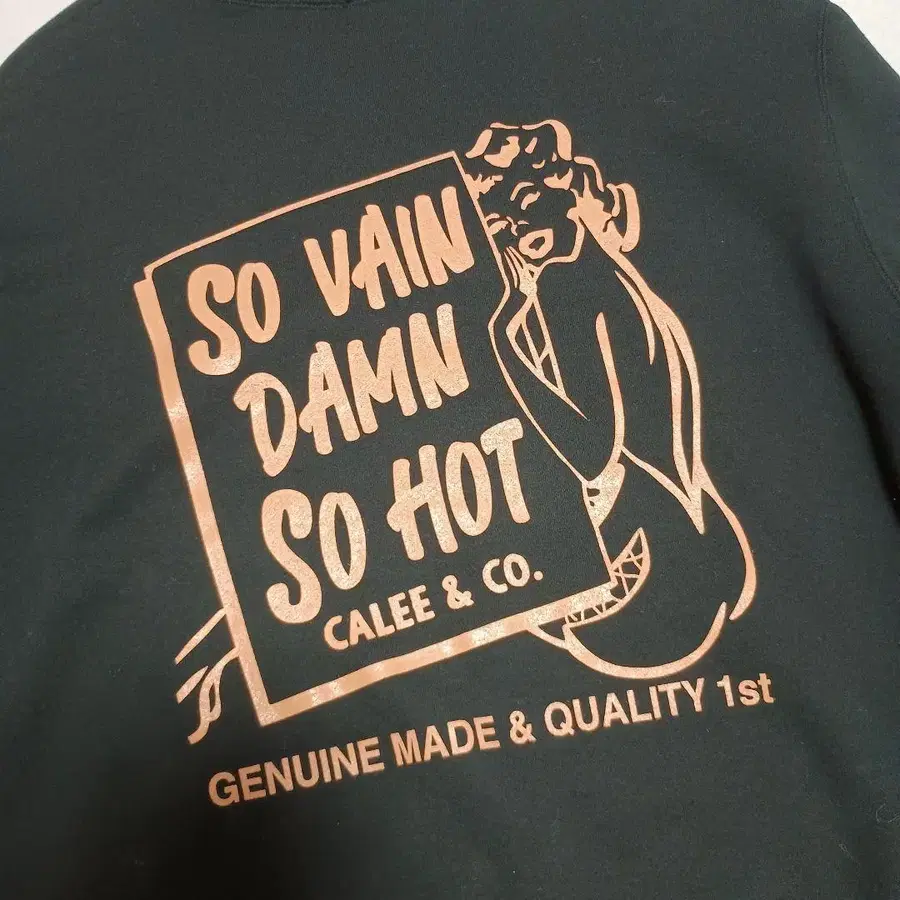 SO VAIN
DAMN
SO HOT
CALEE & CO.
GENUINE MADE & QUALITY 1st